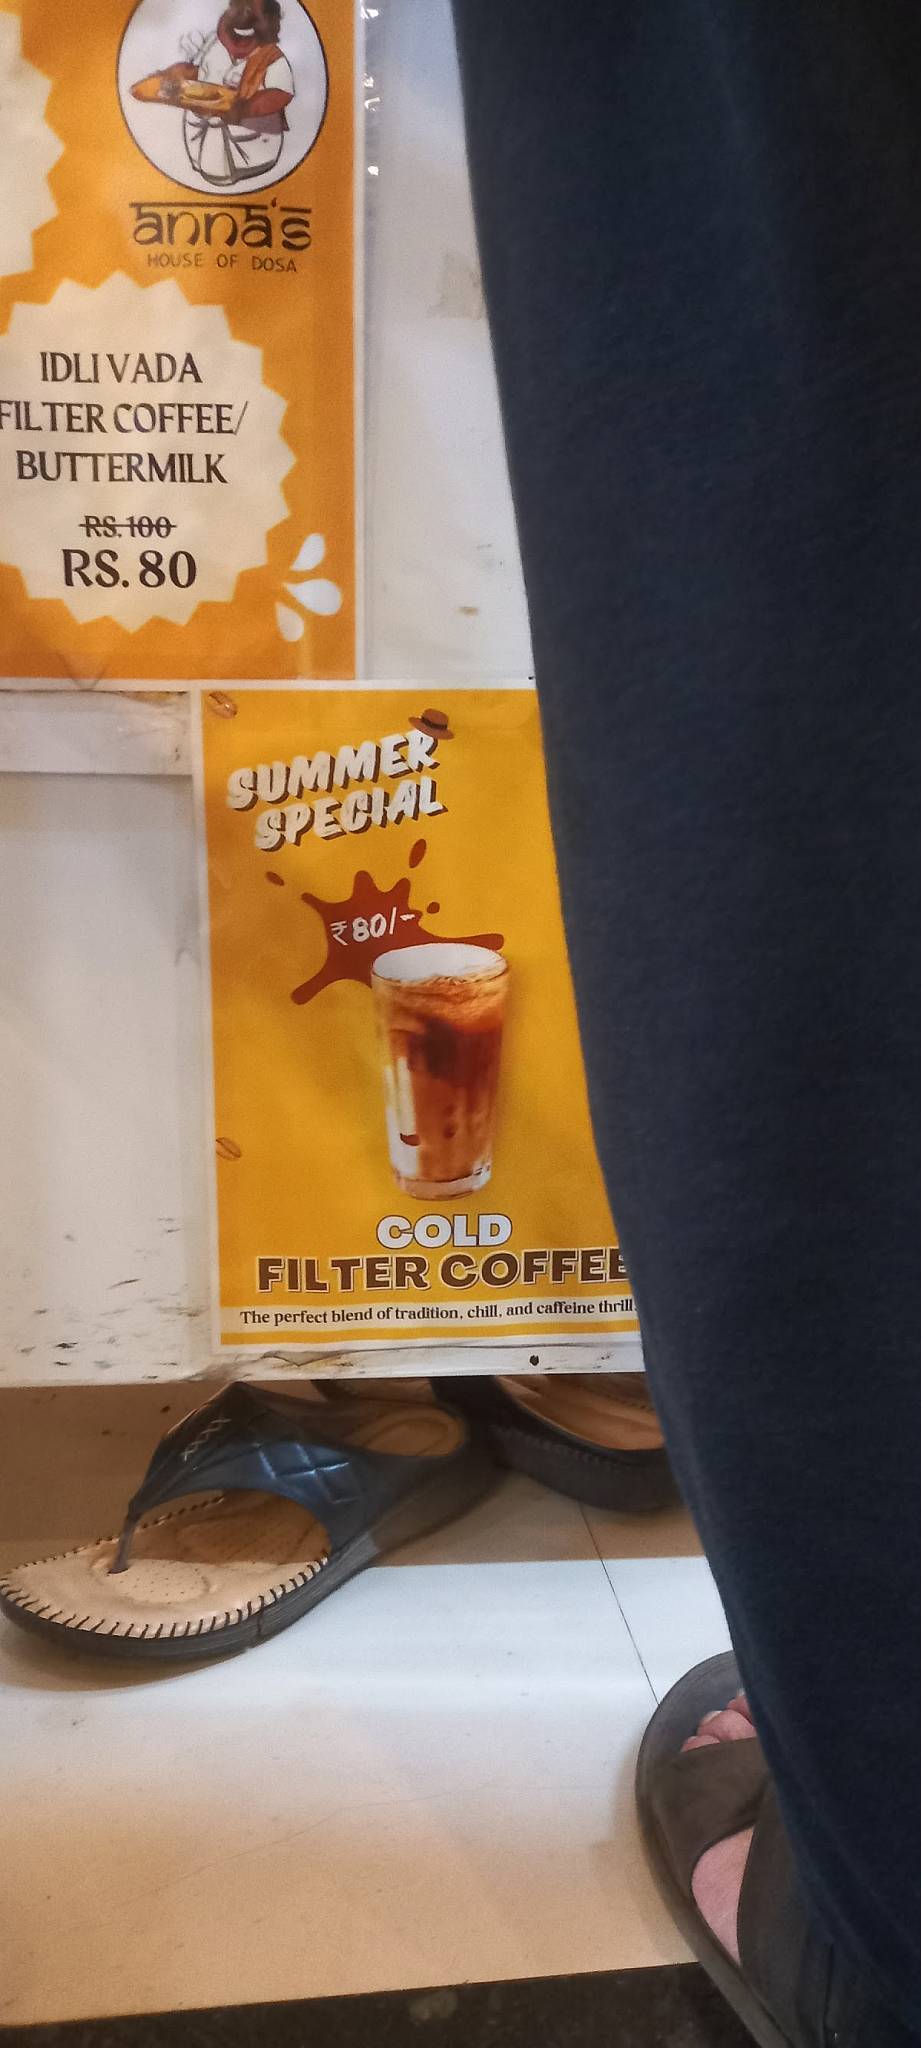 anna's
HOUSE OF DOSA
IDLI VADA
FILTER COFFEE/
BUTTERMILK
RS. 100
RS. 80
SUMMER
SPECIAL
₹80/-
COLD
FILTER COFFEE
The perfect blend of tradition, chill, and caffeine thrill.